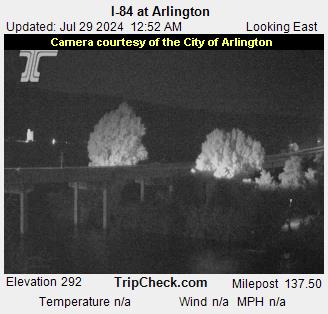 I-84 at Arlington
Updated: Jul 29 2024 12:52 AM Looking East
Camera courtesy of the City of Arlington
Elevation 292 TripCheck.com Milepost 137.50
Temperature n/a Wind n/a MPH n/a